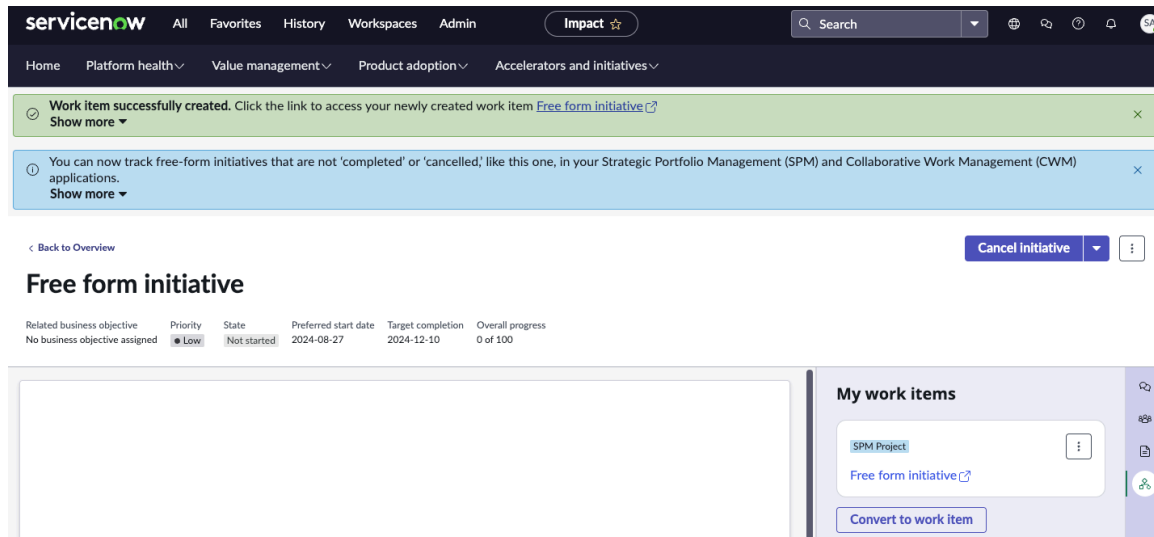 servicenow All Favorites History Workspaces Admin Impact Search SA
Home Platform health Value management Product adoption Accelerators and initiatives
Work item successfully created. Click the link to access your newly created work item Free form initiative
Show more
You can now track free-form initiatives that are not ‘completed’ or ‘cancelled,’ like this one, in your Strategic Portfolio Management (SPM) and Collaborative Work Management (CWM)
applications.
Show more
Back to Overview
Cancel initiative
Free form initiative
Related business objective Priority State Preferred start date Target completion Overall progress
No business objective assigned Low Not started 2024-08-27 2024-12-10 0 of 100
My work items
SPM Project
Free form initiative
Convert to work item